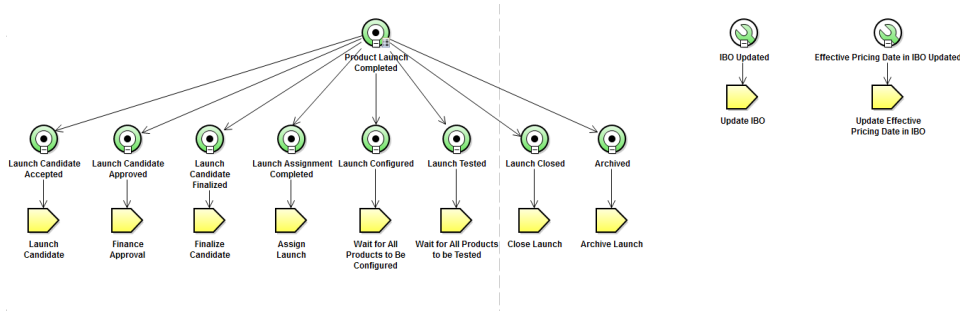 Product Launch
Completed
IBO Updated
Effective Pricing Date in IBO Updated
Update IBO
Update Effective
Pricing Date in IBO
Launch Candidate
Accepted
Launch Candidate
Approved
Launch
Candidate
Finalized
Launch Assignment
Completed
Launch Configured
Launch Tested
Launch Closed
Archived
Launch
Candidate
Finance
Approval
Finalize
Candidate
Assign
Launch
Wait for All
Products to Be
Configured
Wait for All Products
to be Tested
Close Launch
Archive Launch